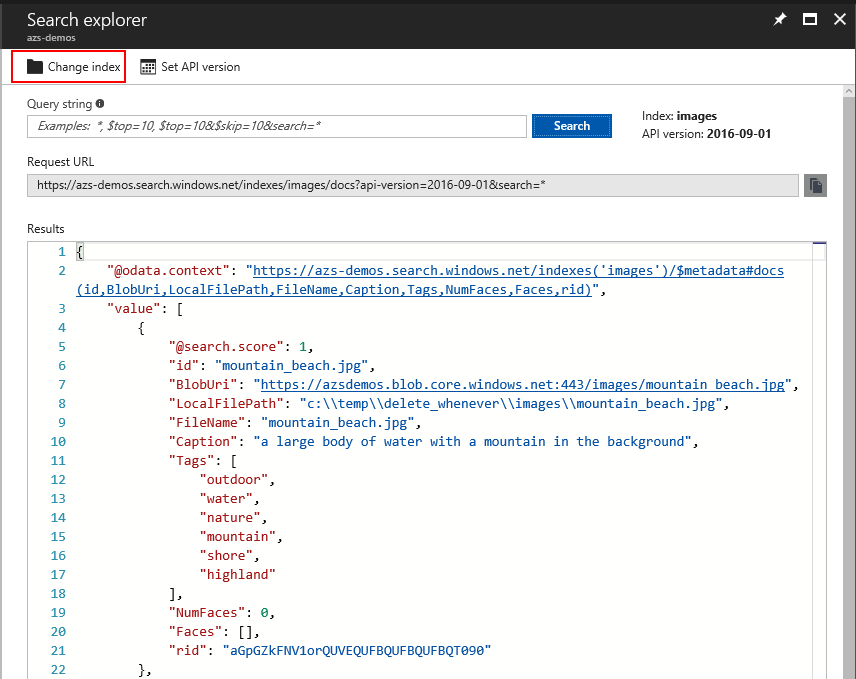 Search explorer
azs-demos
Change index
Set API version
Query string
Examples: *, $top=10, $top=10&$skip=10&search=*
Search
Index: images
API version: 2016-09-01
Request URL
https://azs-demos.search.windows.net/indexes/images/docs?api-version=2016-09-01&search=*
Results
1 {
2 "@odata.context": "https://azs-demos.search.windows.net/indexes('images')/$metadata#docs
(id,BlobUri,LocalFilePath,FileName,Caption,Tags,NumFaces,Faces,rid)",
3 "value": [
4 {
5 "@search.score": 1,
6 "id": "mountain_beach.jpg",
7 "BlobUri": "https://azsdemos.blob.core.windows.net:443/images/mountain_beach.jpg",
8 "LocalFilePath": "c:\\temp\\delete_whenever\\images\\mountain_beach.jpg",
9 "FileName": "mountain_beach.jpg",
10 "Caption": "a large body of water with a mountain in the background",
11 "Tags": [
12 "outdoor",
13 "water",
14 "nature",
15 "mountain",
16 "shore",
17 "highland"
18 ],
19 "NumFaces": 0,
20 "Faces": [],
21 "rid": "aGpGZkFNV1orQUVEQUFBQUFBQUFBQT090"
22 },